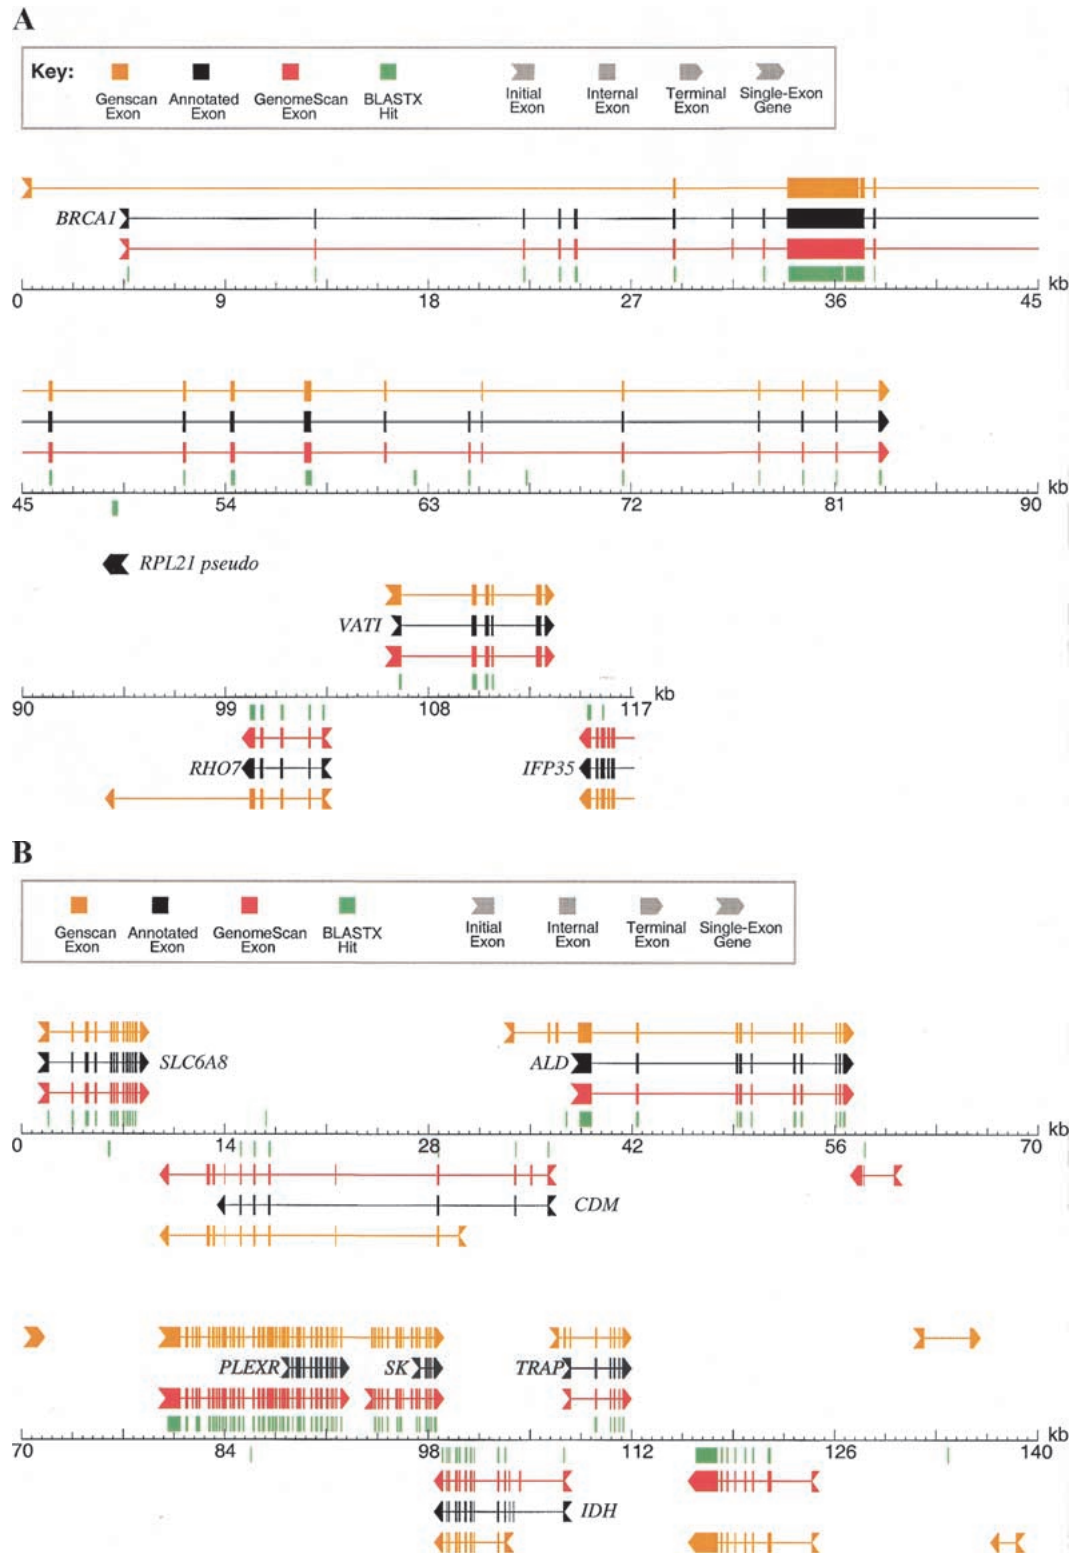 A
Key:
Genscan Exon
Annotated Exon
GenomeScan Exon
BLASTX Hit
Initial Exon
Internal Exon
Terminal Exon
Single-Exon Gene
BRCA1
0 9 18 27 36 45 kb
45 54 63 72 81 90 kb
RPL21 pseudo
VATI
90 99 108 117 kb
RHO7
IFP35
B
Genscan Exon
Annotated Exon
GenomeScan Exon
BLASTX Hit
Initial Exon
Internal Exon
Terminal Exon
Single-Exon Gene
SLC6A8
ALD
0 14 28 42 56 70 kb
CDM
PLEXR
SK
TRAP
70 84 98 112 126 140 kb
IDH